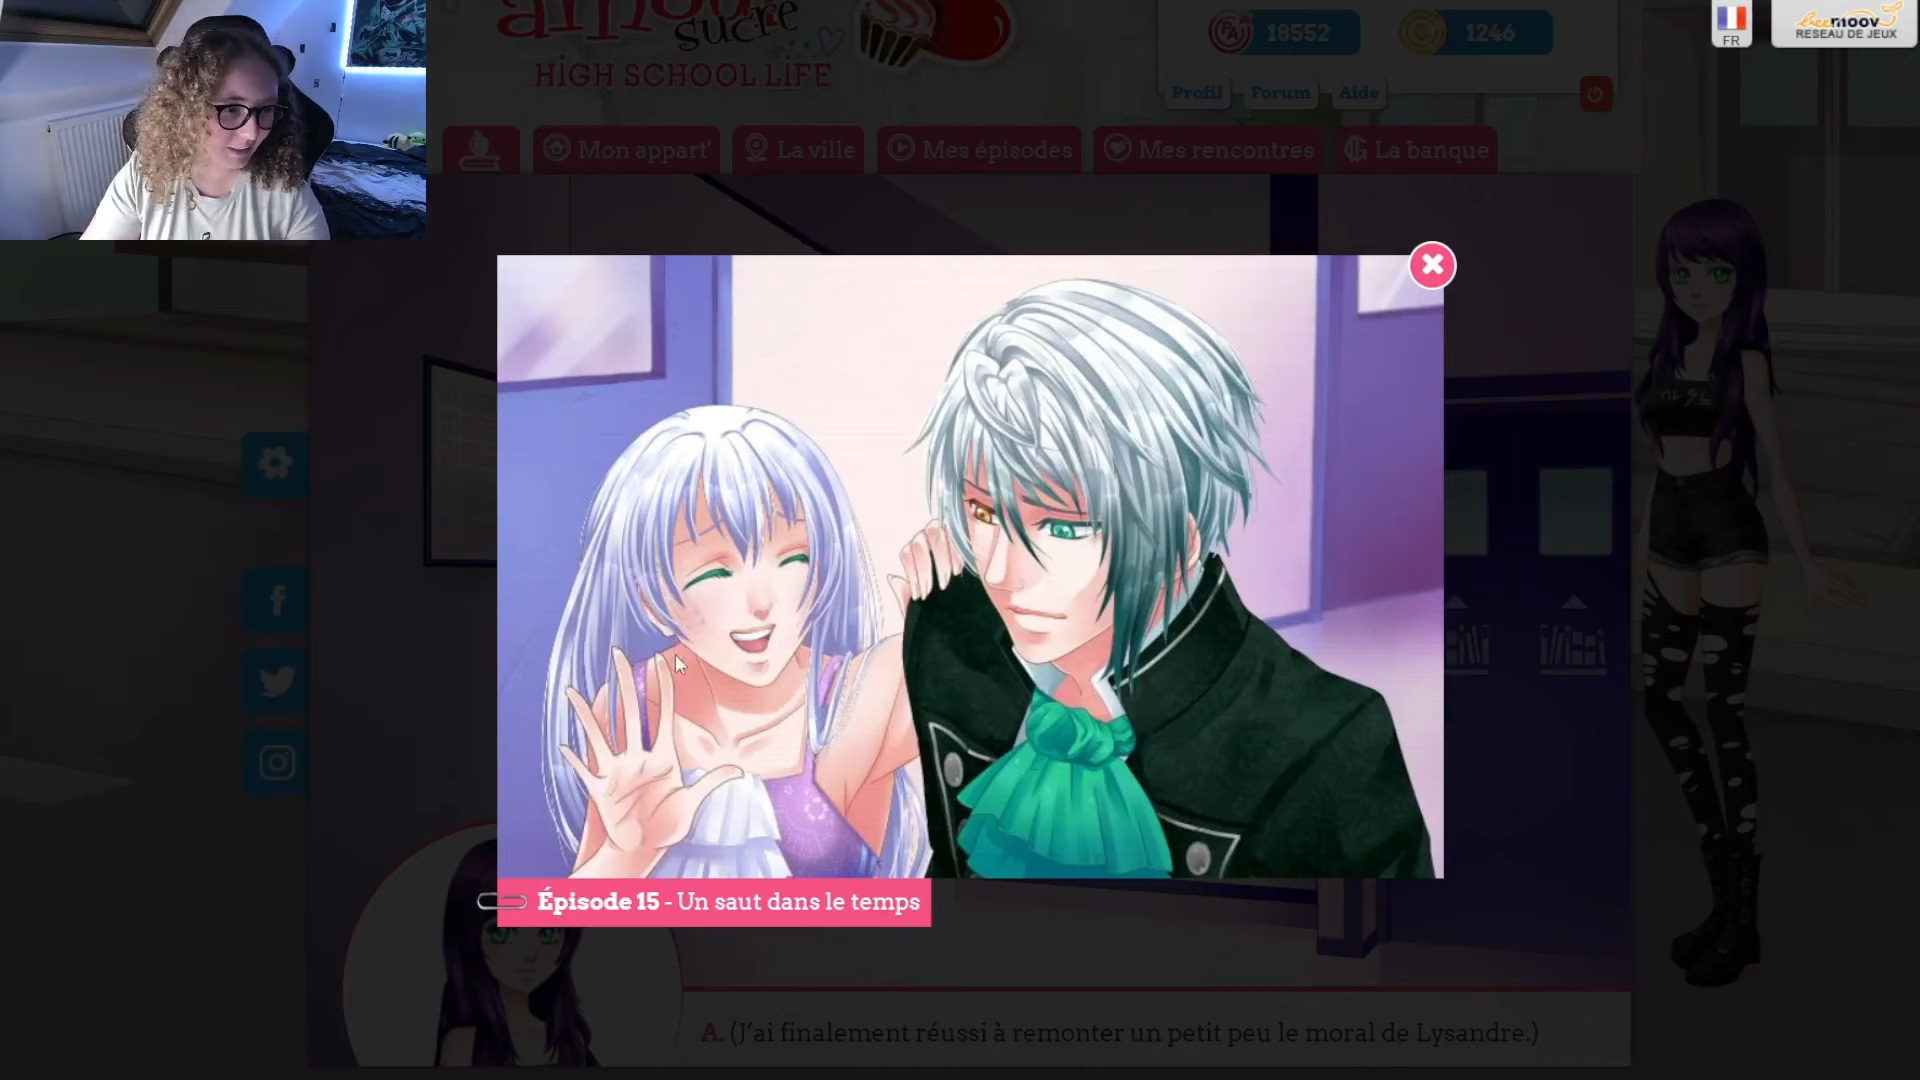 amour
sucre
HIGH SCHOOL LIFE
18552
1246
Profil
Forum
Aide
FR
beemoov
RESEAU DE JEUX
Mon appart'
La ville
Mes épisodes
Mes rencontres
La banque
Épisode 15 - Un saut dans le temps
A. (J'ai finalement réussi à remonter un petit peu le moral de Lysandre.)